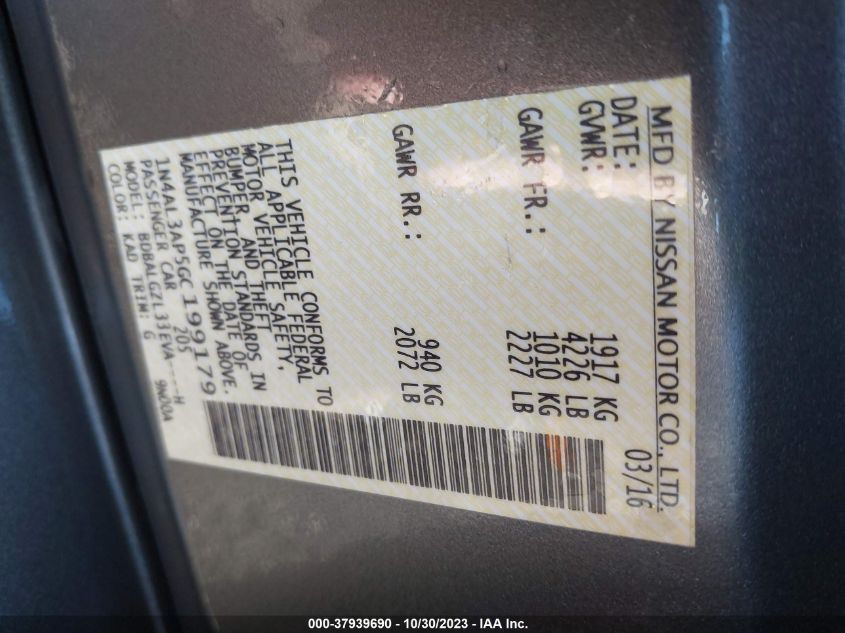 MFD BY NISSAN MOTOR CO., LTD.
DATE: 03/16
GVWR: 1917 KG
4226 LB
GAWR FR.: 1010 KG
2227 LB
GAWR RR.: 940 KG
2072 LB
THIS VEHICLE CONFORMS TO
ALL APPLICABLE FEDERAL
MOTOR VEHICLE SAFETY,
BUMPER, AND THEFT
PREVENTION STANDARDS IN
EFFECT ON THE DATE OF
MANUFACTURE SHOWN ABOVE.
1N4AL3AP5GC199179
PASSENGER CAR 205
MODEL: BDBALGZL33EVA----H
COLOR: KAD TRIM: G 9N00A
000-37939690 - 10/30/2023 - IAA Inc.